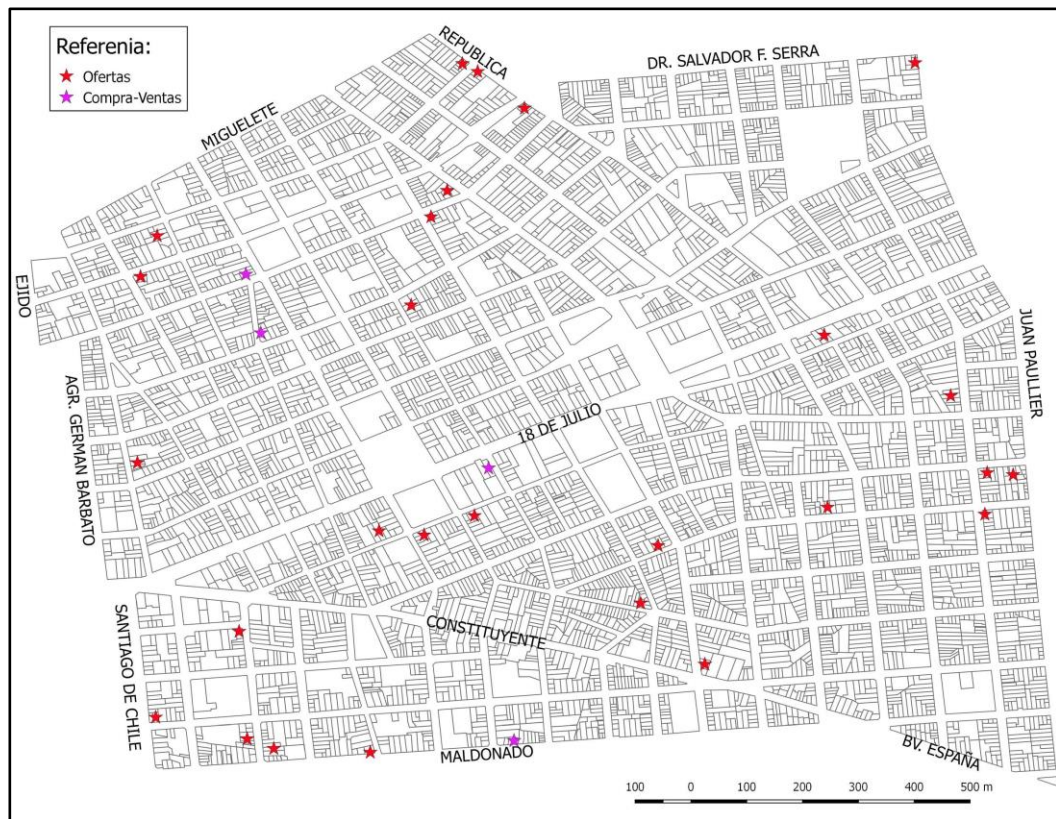 Referenia:
Ofertas
Compra-Ventas
REPUBLICA
DR. SALVADOR F. SERRA
MIGUELETE
EJIDO
JUAN PAULLIER
AGR. GERMAN BARBATO
18 DE JULIO
SANTIAGO DE CHILE
CONSTITUYENTE
MALDONADO
BV. ESPAÑA
100 0 100 200 300 400 500 m